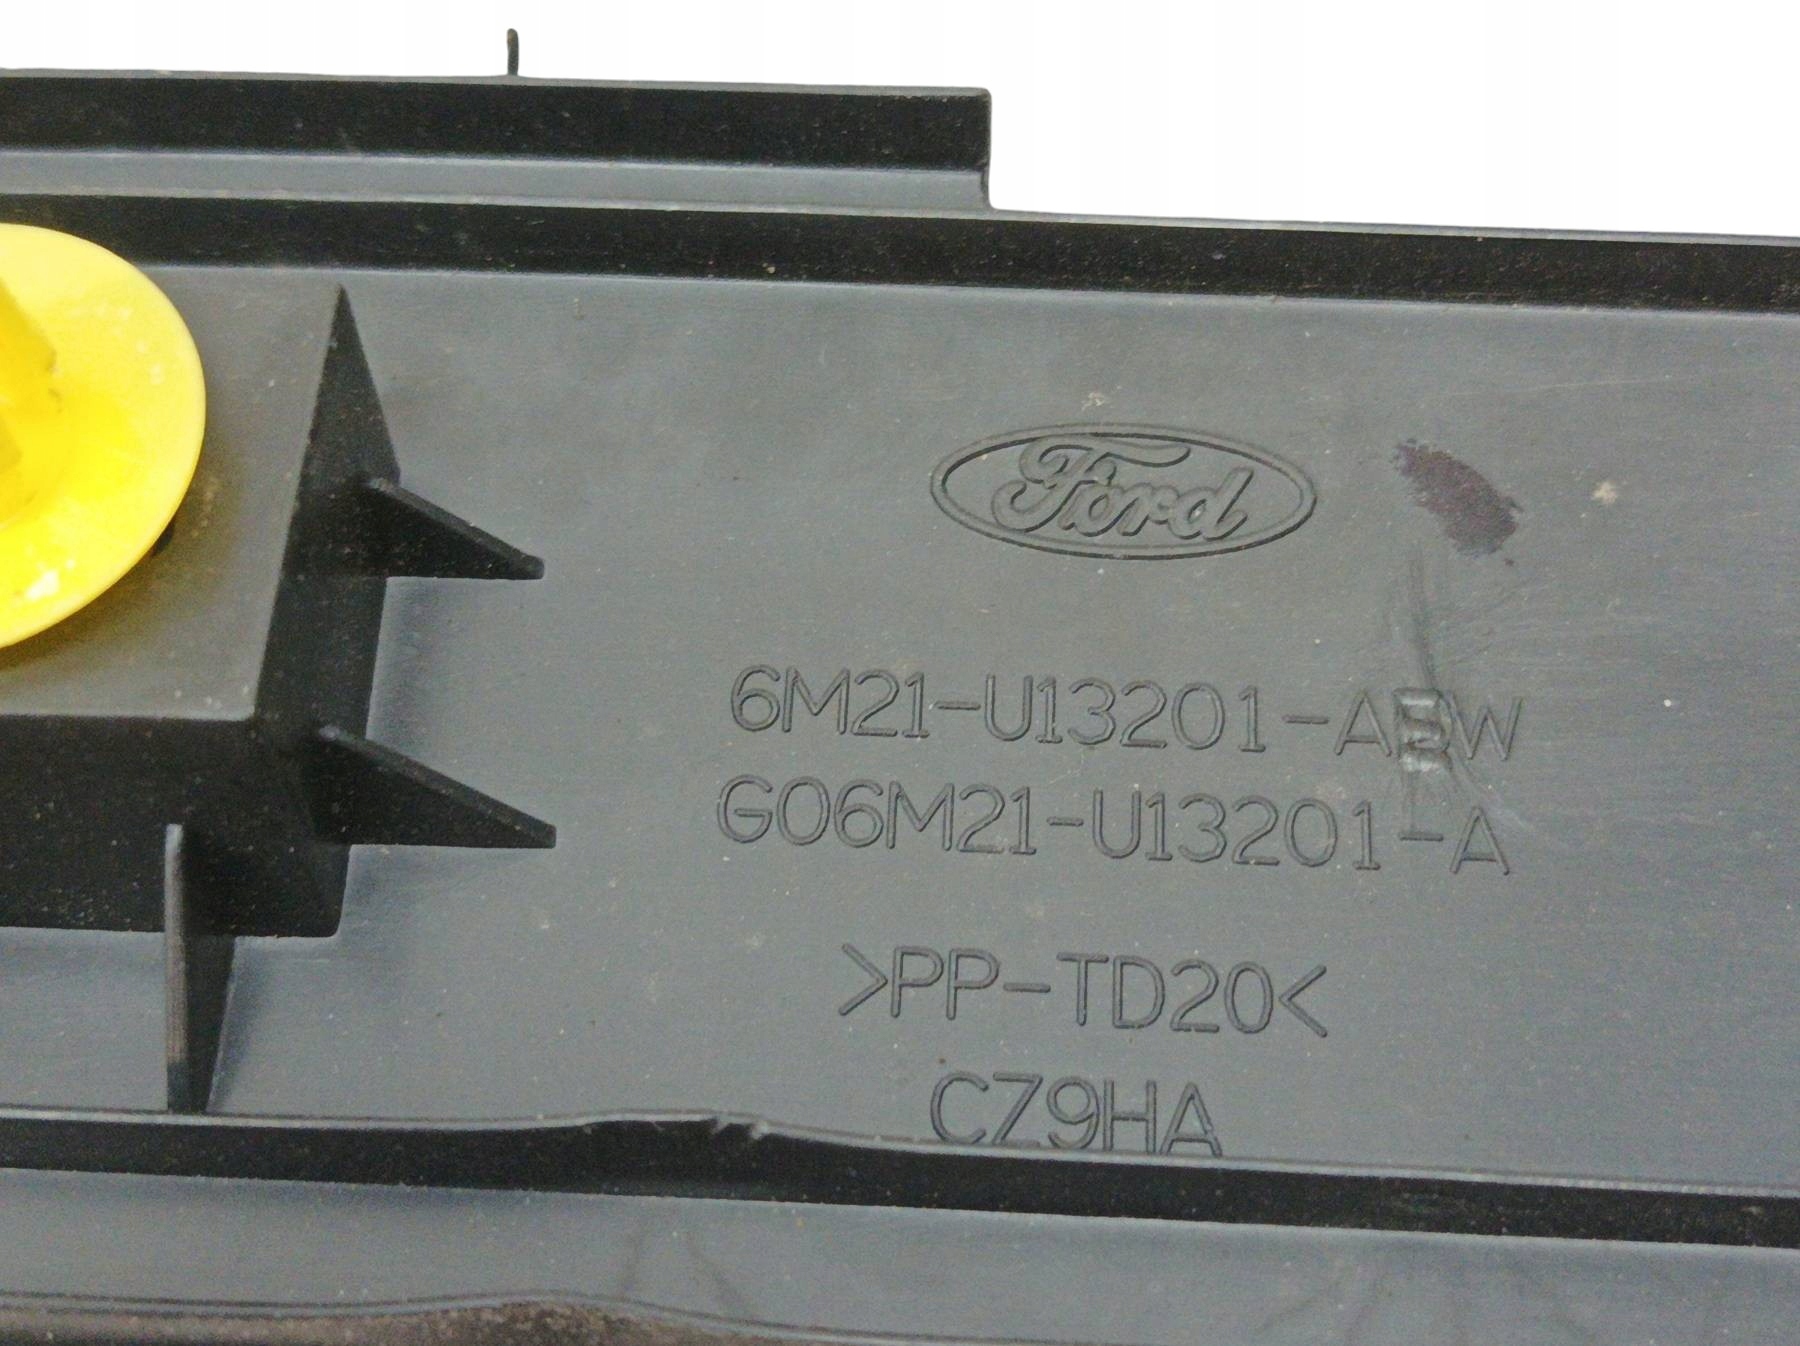 Ford
6M21-U13201-ABW
G06M21-U13201-A
>PP-TD20<
CZ9HA